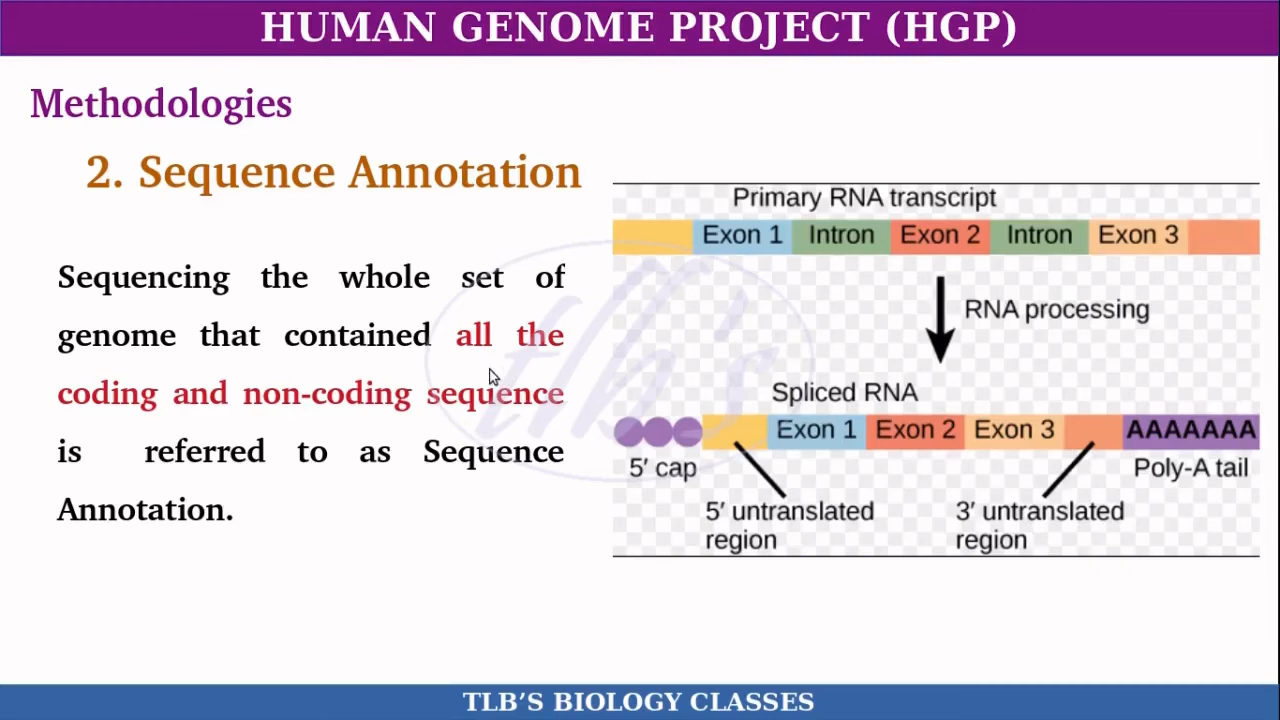 HUMAN GENOME PROJECT (HGP)
Methodologies
2. Sequence Annotation
Sequencing the whole set of
genome that contained all the
coding and non-coding sequence
is referred to as Sequence
Annotation.
Primary RNA transcript
Exon 1 Intron Exon 2 Intron Exon 3
RNA processing
Spliced RNA
Exon 1 Exon 2 Exon 3 AAAAAAA
5′ cap Poly-A tail
5′ untranslated
region
3′ untranslated
region
tlb's
TLB’S BIOLOGY CLASSES